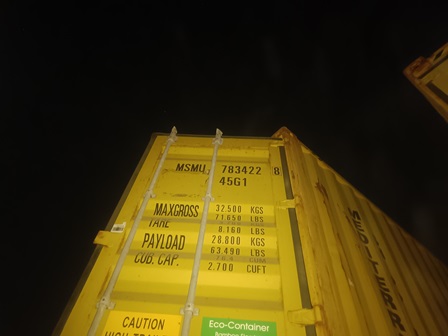 MSMU 783422 8
45G1
MAXGROSS 32.500 KGS
71.650 LBS
TARE
8.160 LBS
PAYLOAD 28.800 KGS
63.490 LBS
CUB. CAP.
2.700 CUFT
CAUTION
Eco-Container
MEDITERR